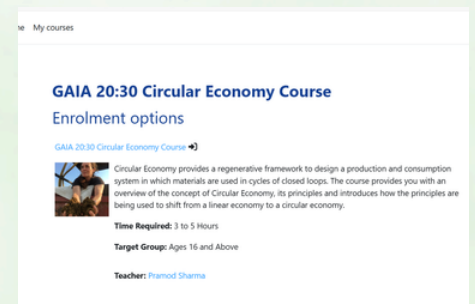 ne My courses
GAIA 20:30 Circular Economy Course
Enrolment options
GAIA 20:30 Circular Economy Course
Circular Economy provides a regenerative framework to design a production and consumption
system in which materials are used in cycles of closed loops. The course provides you with an
overview of the concept of Circular Economy, its principles and introduces how the principles are
being used to shift from a linear economy to a circular economy.
Time Required: 3 to 5 Hours
Target Group: Ages 16 and Above
Teacher: Pramod Sharma